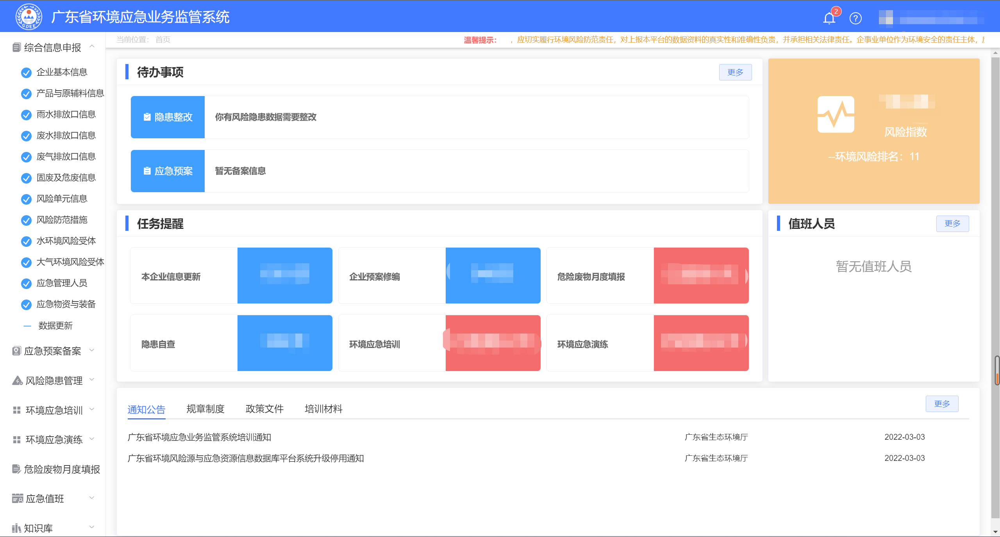 广东省环境应急业务监管系统
GDEE
2
?
综合信息申报
企业基本信息
产品与原辅料信息
雨水排放口信息
废水排放口信息
废气排放口信息
固废及危废信息
风险单元信息
风险防范措施
水环境风险受体
大气环境风险受体
应急管理人员
应急物资与装备
数据更新
应急预案备案
风险隐患管理
环境应急培训
环境应急演练
危险废物月度填报
应急值班
知识库
当前位置： 首页
温馨提示： ，应切实履行环境风险防范责任，对上报本平台的数据资料的真实性和准确性负责，并承担相关法律责任。企事业单位作为环境安全的责任主体，
待办事项
更多
隐患整改
你有风险隐患数据需要整改
应急预案
暂无备案信息
风险指数
--环境风险排名：11
任务提醒
本企业信息更新
企业预案修编
危险废物月度填报
隐患自查
环境应急培训
环境应急演练
值班人员
更多
暂无值班人员
通知公告 规章制度 政策文件 培训材料
更多
广东省环境应急业务监管系统培训通知 广东省生态环境厅 2022-03-03
广东省环境风险源与应急资源信息数据库平台系统升级停用通知 广东省生态环境厅 2022-03-03